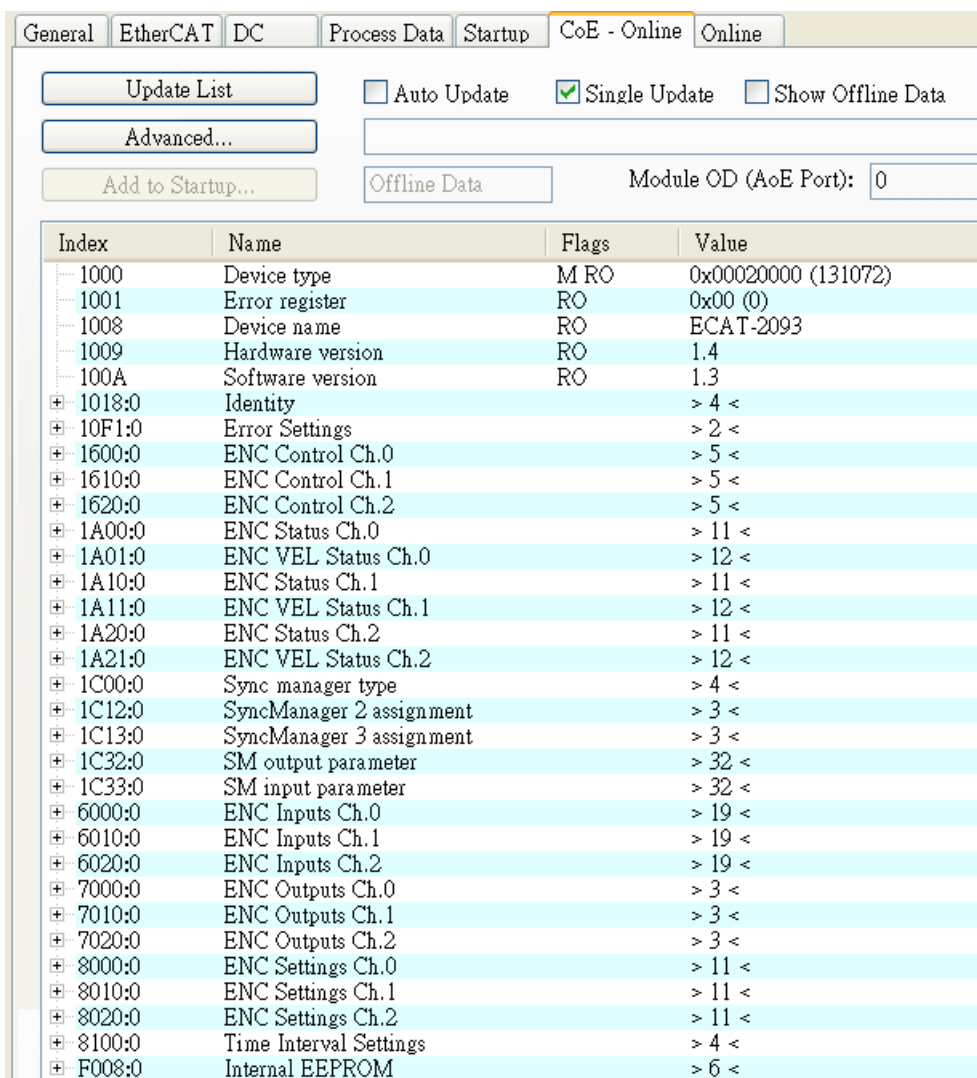 General EtherCAT DC Process Data Startup CoE - Online Online
Update List Auto Update Single Update Show Offline Data
Advanced...
Add to Startup... Offline Data Module OD (AoE Port): 0
Index Name Flags Value
1000 Device type M RO 0x00020000 (131072)
1001 Error register RO 0x00 (0)
1008 Device name RO ECAT-2093
1009 Hardware version RO 1.4
100A Software version RO 1.3
1018:0 Identity > 4 <
10F1:0 Error Settings > 2 <
1600:0 ENC Control Ch.0 > 5 <
1610:0 ENC Control Ch.1 > 5 <
1620:0 ENC Control Ch.2 > 5 <
1A00:0 ENC Status Ch.0 > 11 <
1A01:0 ENC VEL Status Ch.0 > 12 <
1A10:0 ENC Status Ch.1 > 11 <
1A11:0 ENC VEL Status Ch.1 > 12 <
1A20:0 ENC Status Ch.2 > 11 <
1A21:0 ENC VEL Status Ch.2 > 12 <
1C00:0 Sync manager type > 4 <
1C12:0 SyncManager 2 assignment > 3 <
1C13:0 SyncManager 3 assignment > 3 <
1C32:0 SM output parameter > 32 <
1C33:0 SM input parameter > 32 <
6000:0 ENC Inputs Ch.0 > 19 <
6010:0 ENC Inputs Ch.1 > 19 <
6020:0 ENC Inputs Ch.2 > 19 <
7000:0 ENC Outputs Ch.0 > 3 <
7010:0 ENC Outputs Ch.1 > 3 <
7020:0 ENC Outputs Ch.2 > 3 <
8000:0 ENC Settings Ch.0 > 11 <
8010:0 ENC Settings Ch.1 > 11 <
8020:0 ENC Settings Ch.2 > 11 <
8100:0 Time Interval Settings > 4 <
F008:0 Internal EEPROM > 6 <